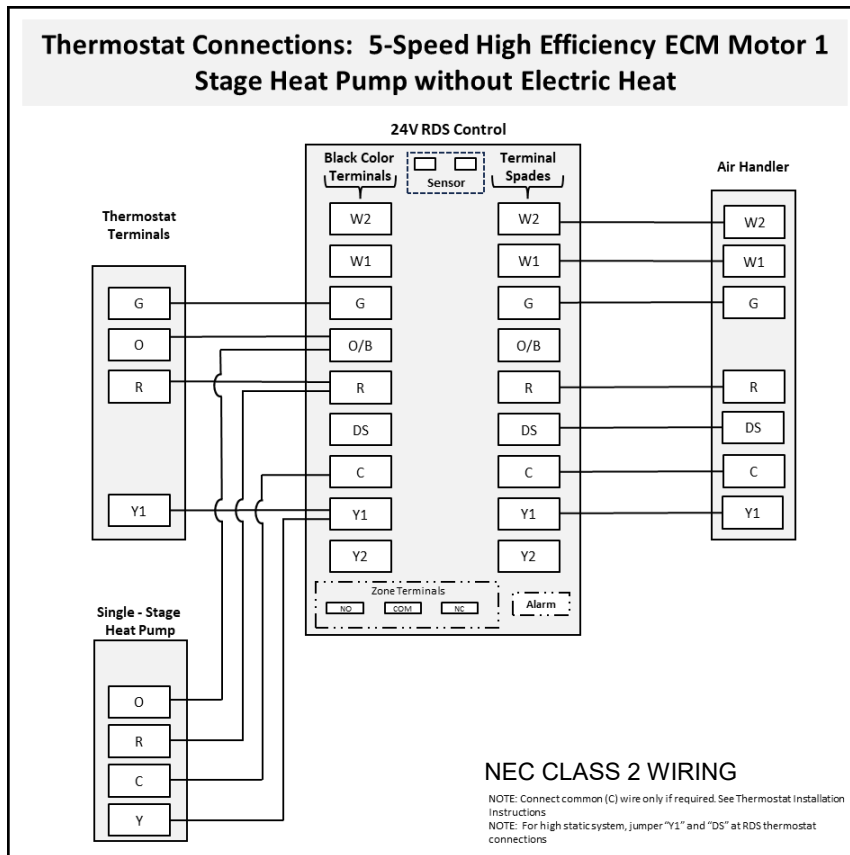 Thermostat Connections: 5-Speed High Efficiency ECM Motor 1
Stage Heat Pump without Electric Heat
24V RDS Control
Black Color
Terminals
Sensor
Terminal
Spades
Thermostat
Terminals
G
O
R
Y1
W2
W1
G
O/B
R
DS
C
Y1
Y2
W2
W1
G
O/B
R
DS
C
Y1
Y2
Zone Terminals
NO
COM
NC
Alarm
Air Handler
W2
W1
G
R
DS
C
Y1
Single - Stage
Heat Pump
O
R
C
Y
NEC CLASS 2 WIRING
NOTE: Connect common (C) wire only if required. See Thermostat Installation
Instructions
NOTE: For high static system, jumper "Y1" and "DS" at RDS thermostat
connections